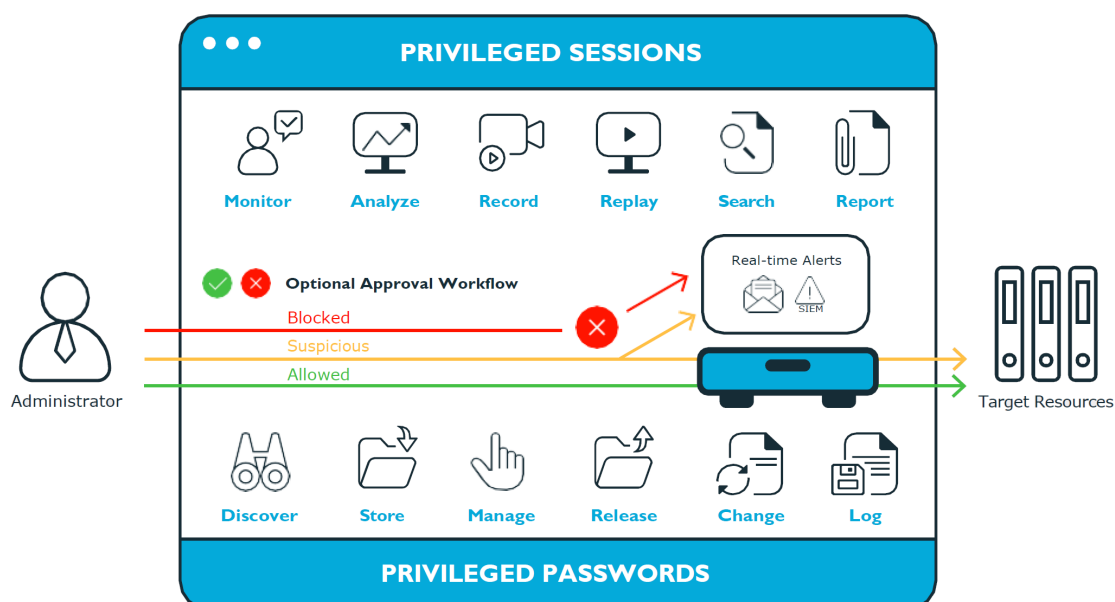 PRIVILEGED SESSIONS
Monitor
Analyze
Record
Replay
Search
Report
Real-time Alerts
SIEM
Optional Approval Workflow
Blocked
Suspicious
Allowed
Administrator
Target Resources
Discover
Store
Manage
Release
Change
Log
PRIVILEGED PASSWORDS